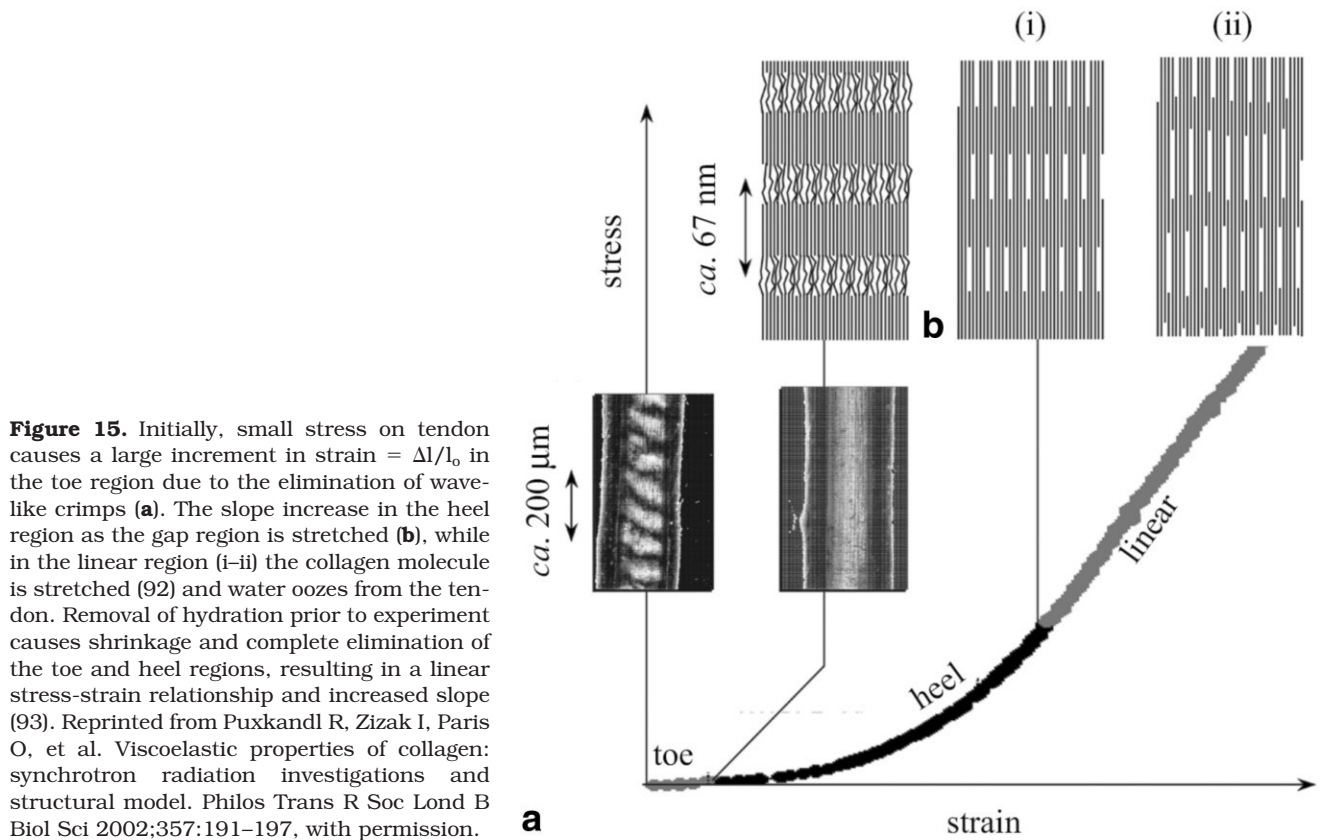 Figure 15. Initially, small stress on tendon
causes a large increment in strain = Δl/lₒ in
the toe region due to the elimination of wave-
like crimps (a). The slope increase in the heel
region as the gap region is stretched (b), while
in the linear region (i–ii) the collagen molecule
is stretched (92) and water oozes from the ten-
don. Removal of hydration prior to experiment
causes shrinkage and complete elimination of
the toe and heel regions, resulting in a linear
stress-strain relationship and increased slope
(93). Reprinted from Puxkandl R, Zizak I, Paris
O, et al. Viscoelastic properties of collagen:
synchrotron radiation investigations and
structural model. Philos Trans R Soc Lond B
Biol Sci 2002;357:191–197, with permission.
(i)
(ii)
stress
ca. 67 nm
b
ca. 200 µm
linear
heel
toe
a
strain